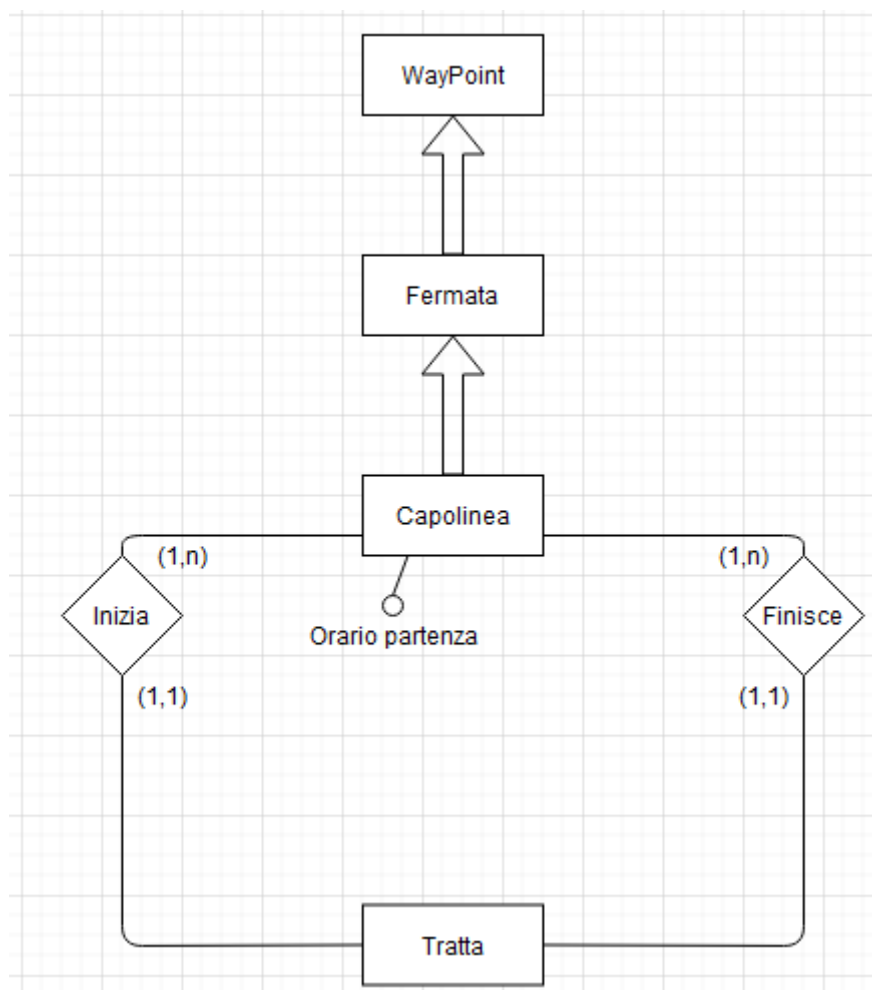 WayPoint
Fermata
Capolinea
(1,n)
(1,n)
Inizia
Finisce
Orario partenza
(1,1)
(1,1)
Tratta